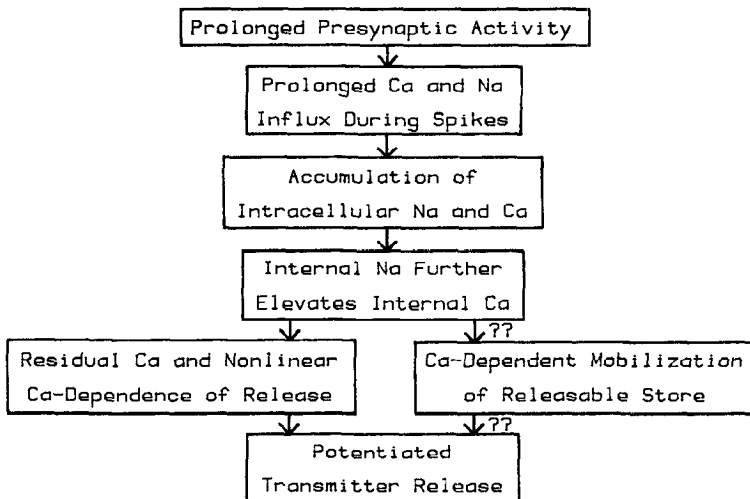 Prolonged Presynaptic Activity
Prolonged Ca and Na
Influx During Spikes
Accumulation of
Intracellular Na and Ca
Internal Na Further
Elevates Internal Ca
??
Residual Ca and Nonlinear
Ca-Dependence of Release
Ca-Dependent Mobilization
of Releasable Store
??
Potentiated
Transmitter Release